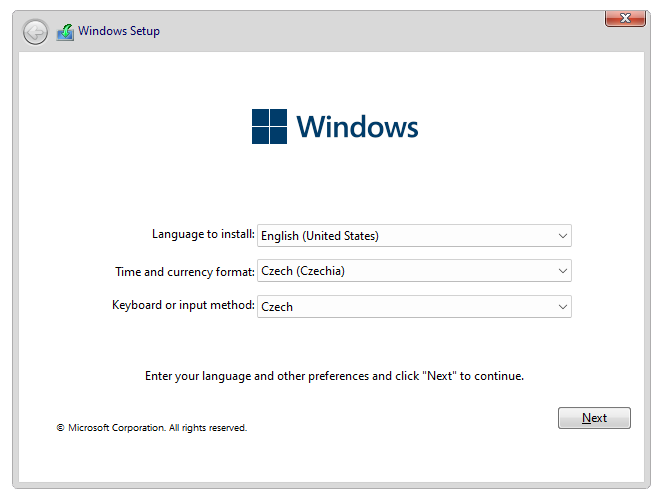 Windows Setup
Windows
Language to install: English (United States)
Time and currency format: Czech (Czechia)
Keyboard or input method: Czech
Enter your language and other preferences and click "Next" to continue.
Next
© Microsoft Corporation. All rights reserved.